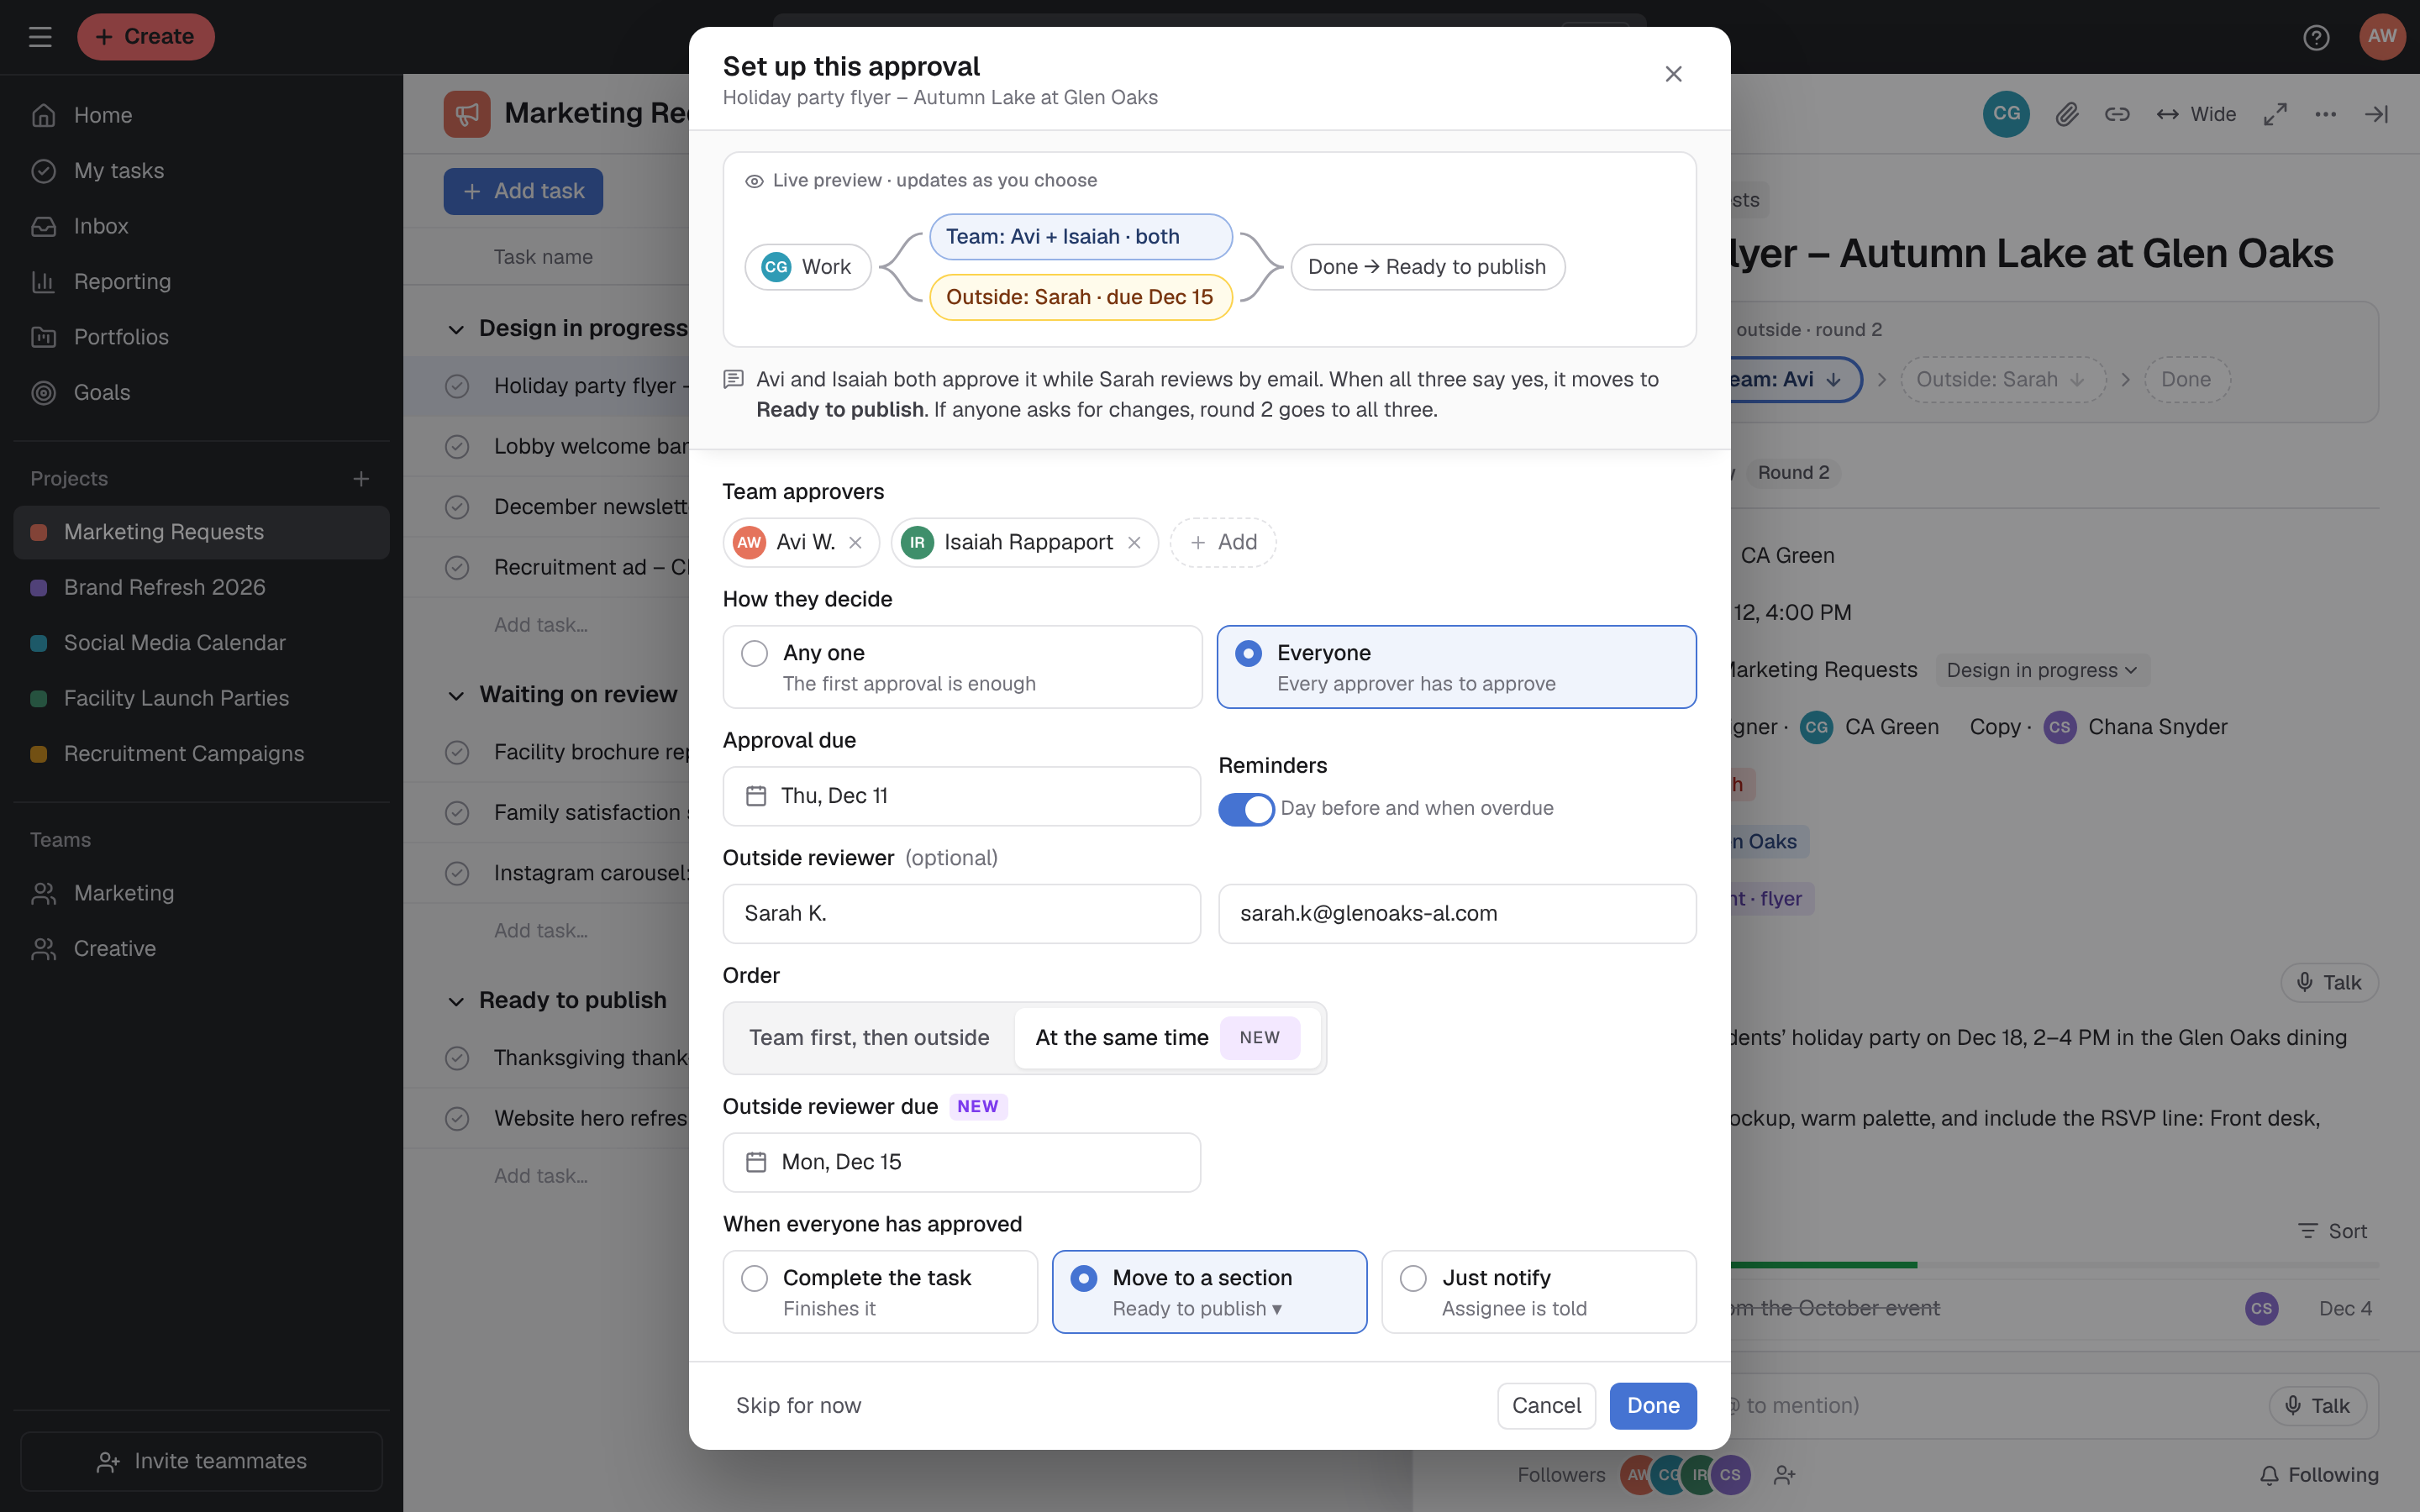 Create
AW
Home
My tasks
Inbox
Reporting
Portfolios
Goals
Projects
Marketing Requests
Brand Refresh 2026
Social Media Calendar
Facility Launch Parties
Recruitment Campaigns
Teams
Marketing
Creative
Invite teammates
Marketing Re
Add task
Task name
Design in progress
Holiday party flyer -
Lobby welcome ban
December newslett
Recruitment ad – C
Add task...
Waiting on review
Facility brochure rep
Family satisfaction s
Instagram carousel:
Add task...
Ready to publish
Thanksgiving thank
Website hero refres
Add task...
Set up this approval
Holiday party flyer – Autumn Lake at Glen Oaks
Live preview · updates as you choose
CG Work
Team: Avi + Isaiah · both
Outside: Sarah · due Dec 15
Done → Ready to publish
Avi and Isaiah both approve it while Sarah reviews by email. When all three say yes, it moves to
Ready to publish. If anyone asks for changes, round 2 goes to all three.
Team approvers
AW Avi W. IR Isaiah Rappaport Add
How they decide
Any one
The first approval is enough
Everyone
Every approver has to approve
Approval due
Thu, Dec 11
Reminders
Day before and when overdue
Outside reviewer (optional)
Sarah K.
sarah.k@glenoaks-al.com
Order
Team first, then outside
At the same time NEW
Outside reviewer due NEW
Mon, Dec 15
When everyone has approved
Complete the task
Finishes it
Move to a section
Ready to publish ▾
Just notify
Assignee is told
Skip for now
Cancel
Done
CG Wide
sts
lyer – Autumn Lake at Glen Oaks
outside · round 2
eam: Avi ↓ Outside: Sarah ↓ Done
Round 2
CA Green
12, 4:00 PM
Marketing Requests Design in progress
gner · CG CA Green Copy · CS Chana Snyder
h
n Oaks
nt · flyer
Talk
dents’ holiday party on Dec 18, 2–4 PM in the Glen Oaks dining
ockup, warm palette, and include the RSVP line: Front desk,
Sort
om the October event CS Dec 4
@ to mention) Talk
Followers AW CG IR CS Following